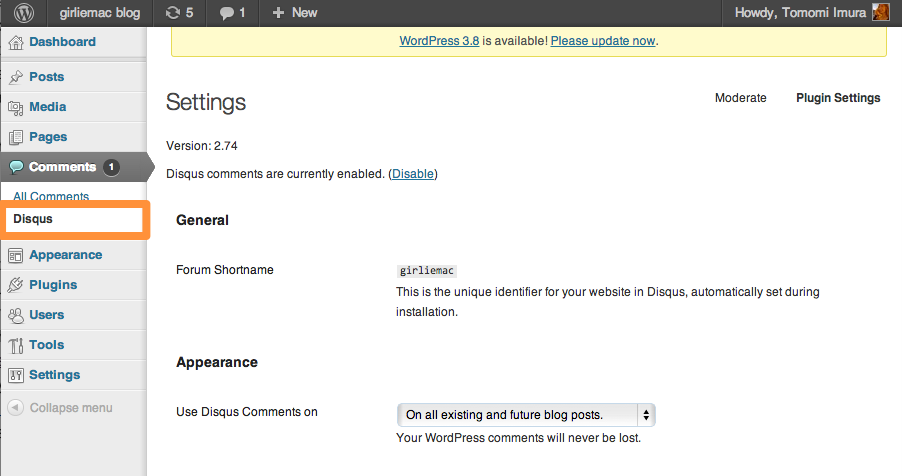 girliemac blog 5 1 + New Howdy, Tomomi Imura
WordPress 3.8 is available! Please update now.
Dashboard
Posts
Media
Pages
Comments 1
All Comments
Disqus
Appearance
Plugins
Users
Tools
Settings
Collapse menu
Settings
Moderate Plugin Settings
Version: 2.74
Disqus comments are currently enabled. (Disable)
General
Forum Shortname girliemac
This is the unique identifier for your website in Disqus, automatically set during
installation.
Appearance
Use Disqus Comments on On all existing and future blog posts.
Your WordPress comments will never be lost.